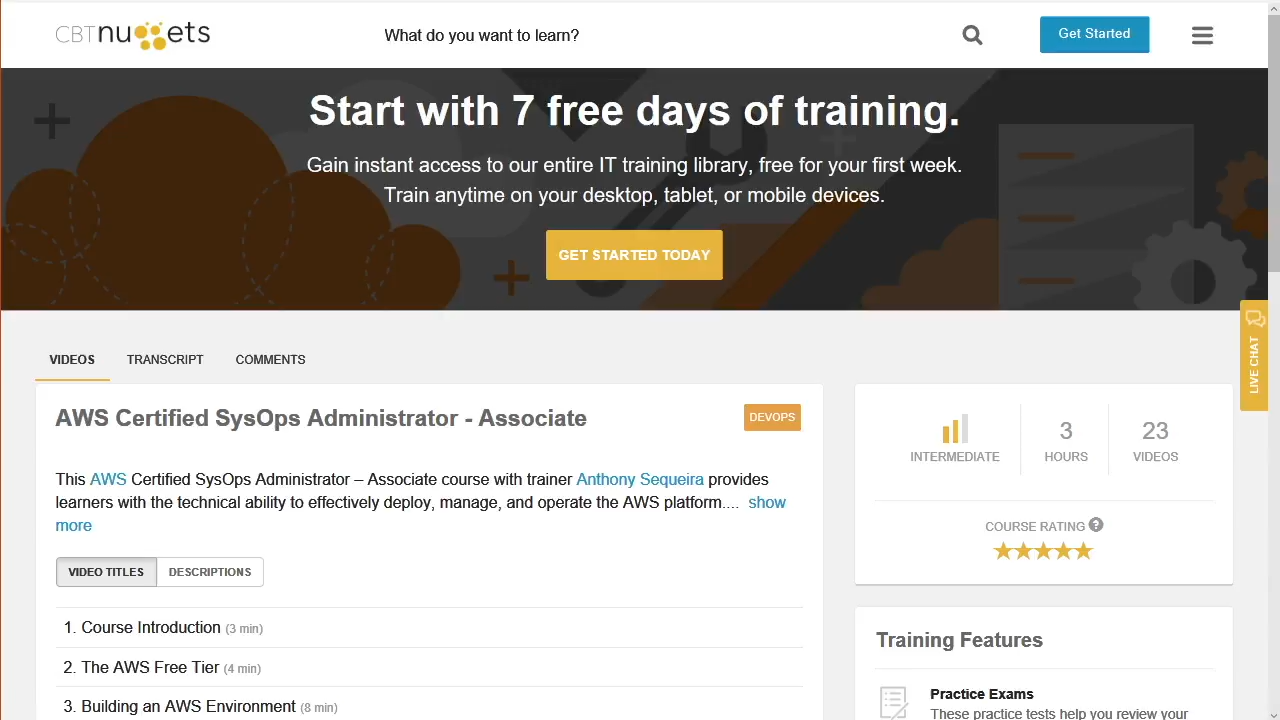 CBTnuggets
What do you want to learn?
Get Started
Start with 7 free days of training.
Gain instant access to our entire IT training library, free for your first week.
Train anytime on your desktop, tablet, or mobile devices.
GET STARTED TODAY
LIVE CHAT
VIDEOS
TRANSCRIPT
COMMENTS
AWS Certified SysOps Administrator - Associate
DEVOPS
This AWS Certified SysOps Administrator – Associate course with trainer Anthony Sequeira provides
learners with the technical ability to effectively deploy, manage, and operate the AWS platform.... show
more
VIDEO TITLES
DESCRIPTIONS
1. Course Introduction (3 min)
2. The AWS Free Tier (4 min)
3. Building an AWS Environment (8 min)
INTERMEDIATE
3
HOURS
23
VIDEOS
COURSE RATING ?
Training Features
Practice Exams
These practice tests help you review your